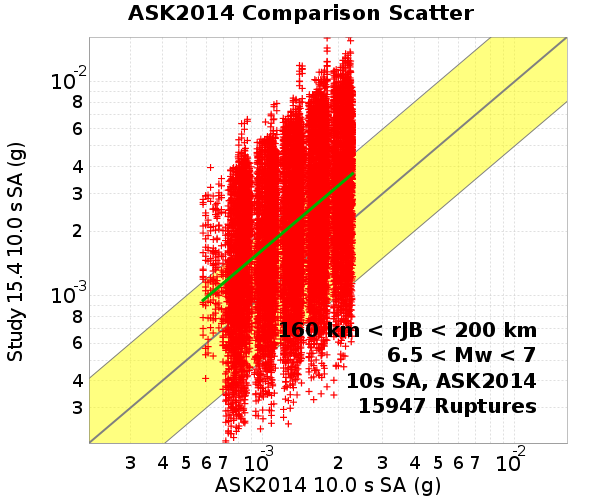 ASK2014 Comparison Scatter
Study 15.4 10.0 s SA (g)
10⁻²
8
6
4
3
2
10⁻³
8
6
4
3
160 km < rJB < 200 km
6.5 < Mw < 7
10s SA, ASK2014
15947 Ruptures
3 4 5 6 7 10⁻³ 2 3 4 5 6 7 10⁻²
ASK2014 10.0 s SA (g)